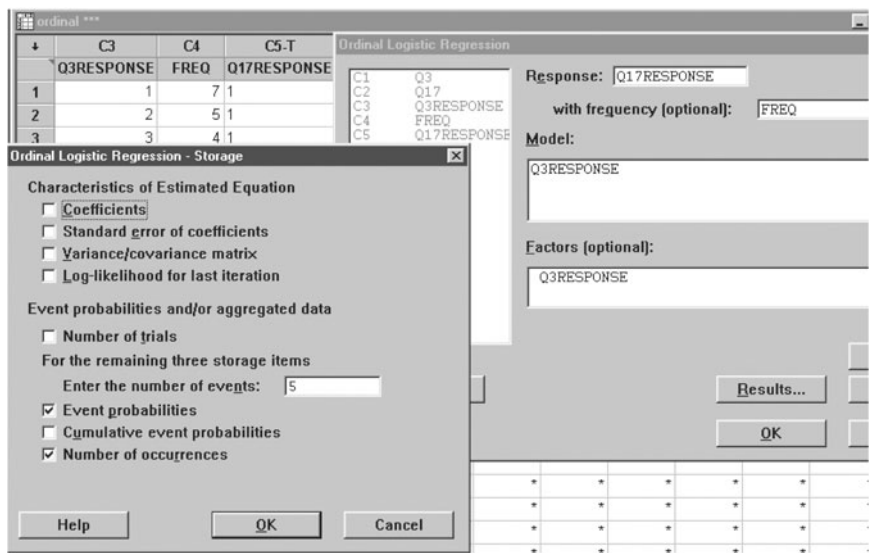 ordinal ***
↓ C3 C4 C5-T
Q3RESPONSE FREQ Q17RESPONSE
1 1 7 1
2 2 5 1
3 3 4 1
Ordinal Logistic Regression
C1 Q3
C2 Q17
C3 Q3RESPONSE
C4 FREQ
C5 Q17RESPONSE
Response: Q17RESPONSE
with frequency (optional): FREQ
Model:
Q3RESPONSE
Factors (optional):
Q3RESPONSE
Results...
OK
Ordinal Logistic Regression - Storage
Characteristics of Estimated Equation
Coefficients
Standard error of coefficients
Variance/covariance matrix
Log-likelihood for last iteration
Event probabilities and/or aggregated data
Number of trials
For the remaining three storage items
Enter the number of events: 5
Event probabilities
Cumulative event probabilities
Number of occurrences
Help OK Cancel
* * * * *
* * * * *
* * * * *
* * * * *